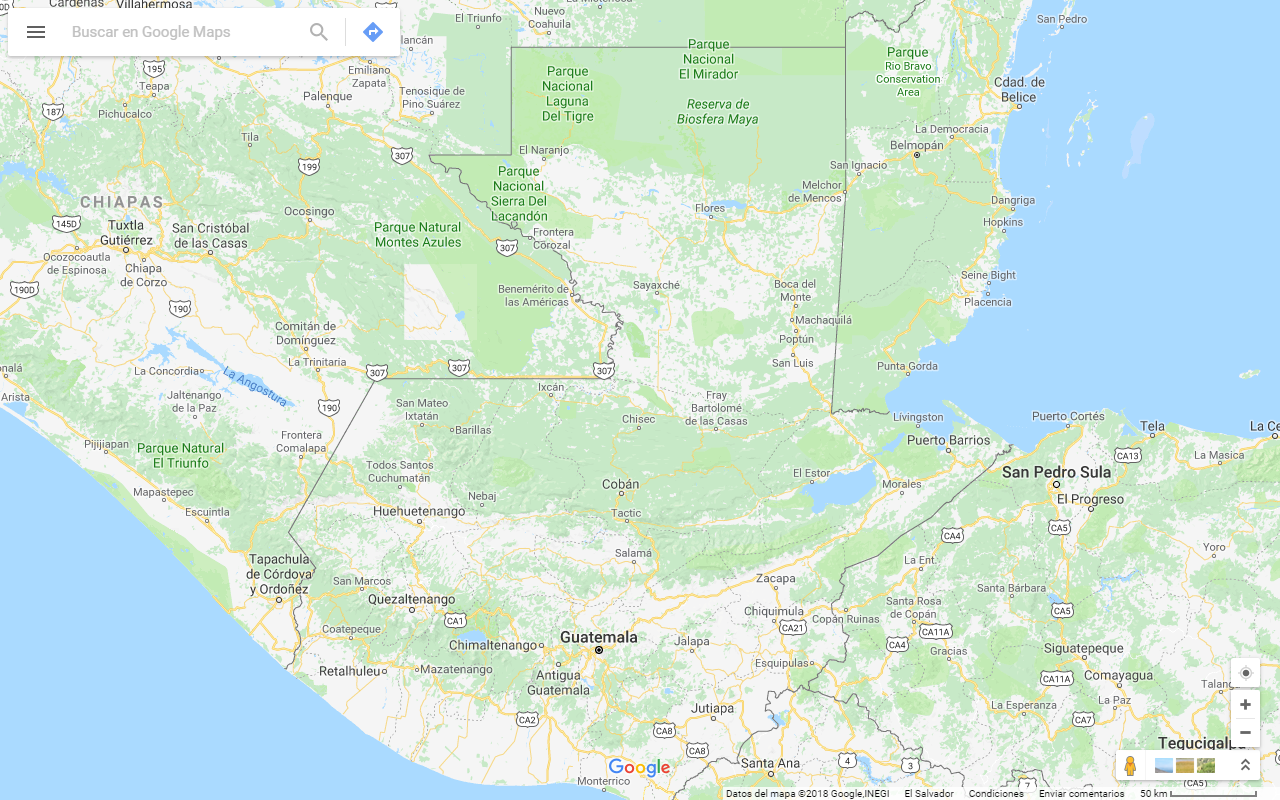 Cárdenas
Villahermosa
Buscar en Google Maps
El Triunfo
Nuevo
Coahuila
San Pedro
Parque
Nacional
El Mirador
Parque
Rio Bravo
Conservation
Area
195
Teapa
Emiliano
Zapata
Palenque
Tenosique de
Pino Suárez
Parque
Nacional
Laguna
Del Tigre
Reserva de
Biosfera Maya
Cdad. de
Belice
187
Pichucalco
Tila
199
307
El Naranjo
La Democracia
Belmopán
San Ignacio
Parque
Nacional
Sierra Del
Lacandón
Melchor
de Mencos
CHIAPAS
Ocosingo
Flores
Dangriga
Hopkins
145D
Tuxtla
Gutiérrez
San Cristóbal
de las Casas
Parque Natural
Montes Azules
307
Frontera
Corozal
Ocozocoautla
de Espinosa
Chiapa
de Corzo
Benemérito de
las Américas
Sayaxché
Boca del
Monte
Seine Bight
Placencia
190D
190
Comitán de
Domínguez
Machaquilá
Poptún
La Trinitaria
San Luis
Punta Gorda
La Concordia
La Angostura
307
307
307
Arista
Jaltenango
de la Paz
190
Ixcán
San Mateo
Ixtatán
Barillas
Chisec
Fray
Bartolomé
de las Casas
Livingston
Puerto Cortés
Tela
La Ce
Pijijiapan
Parque Natural
El Triunfo
Frontera
Comalapa
Puerto Barrios
CA13
La Masica
Todos Santos
Cuchumatán
Cobán
El Estor
Morales
San Pedro Sula
El Progreso
Mapastepec
Escuintla
Nebaj
Huehuetenango
Tactic
CA4
CA5
Yoro
Tapachula
de Córdova
y Ordoñez
Salamá
La Ent.
San Marcos
Zacapa
Santa Bárbara
Quezaltenango
CA1
Chiquimula
CA21
Copán Ruinas
Santa Rosa
de Copán
CA5
Coatepeque
Chimaltenango
Guatemala
Jalapa
CA4
CA11A
Gracias
Siguatepeque
Retalhuleu
Mazatenango
Antigua
Guatemala
Esquipulas
CA11A
Comayagua
Talang
La Paz
CA2
Jutiapa
La Esperanza
CA7
CA8
CA8
Santa Ana
4
3
Tegucigalpa
Google
Monterrico
7
CA5
Datos del mapa ©2018 Google,INEGI
El Salvador
Condiciones
Enviar comentarios
50 km